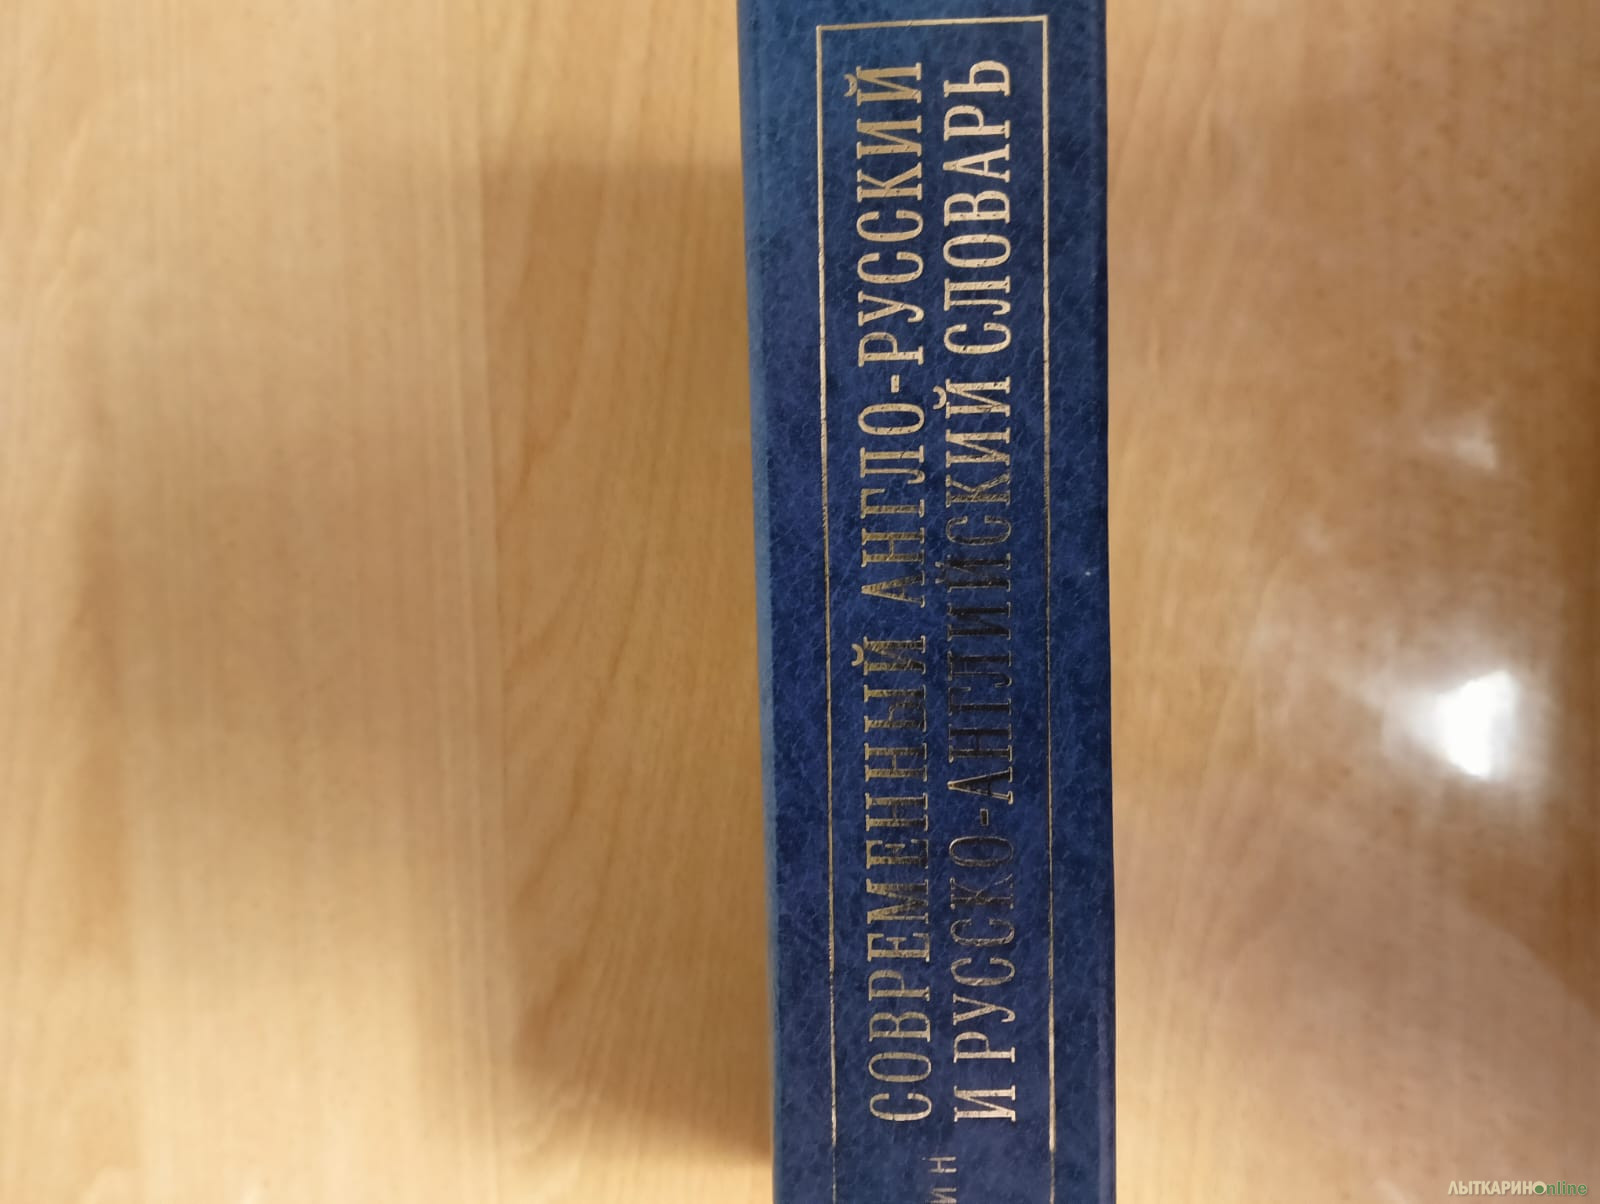 СОВРЕМЕННЫЙ АНГЛО-РУССКИЙ
И РУССКО-АНГЛИЙСКИЙ СЛОВАРЬ
ЛЫТКАРИНОonline